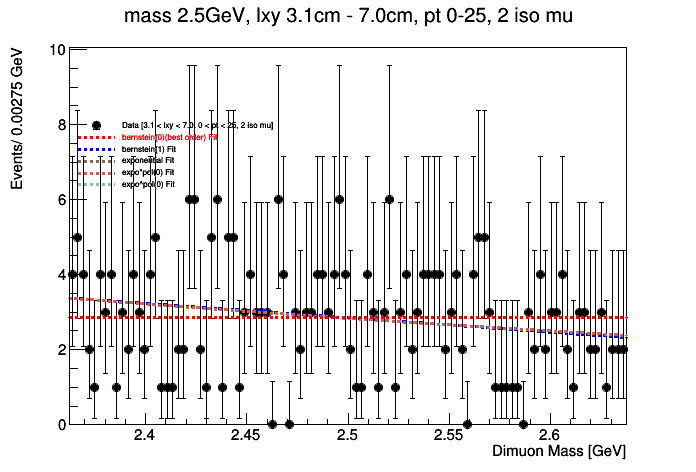 mass 2.5GeV, lxy 3.1cm - 7.0cm, pt 0-25, 2 iso mu
Events/ 0.00275 GeV
10
8
6
4
2
0
Data [3.1 < lxy < 7.0, 0 < pt < 25, 2 iso mu]
bernstein(0)(best order) Fit
bernstein(1) Fit
exponential Fit
expo*pol(0) Fit
expo^pol(0) Fit
2.4 2.45 2.5 2.55 2.6
Dimuon Mass [GeV]